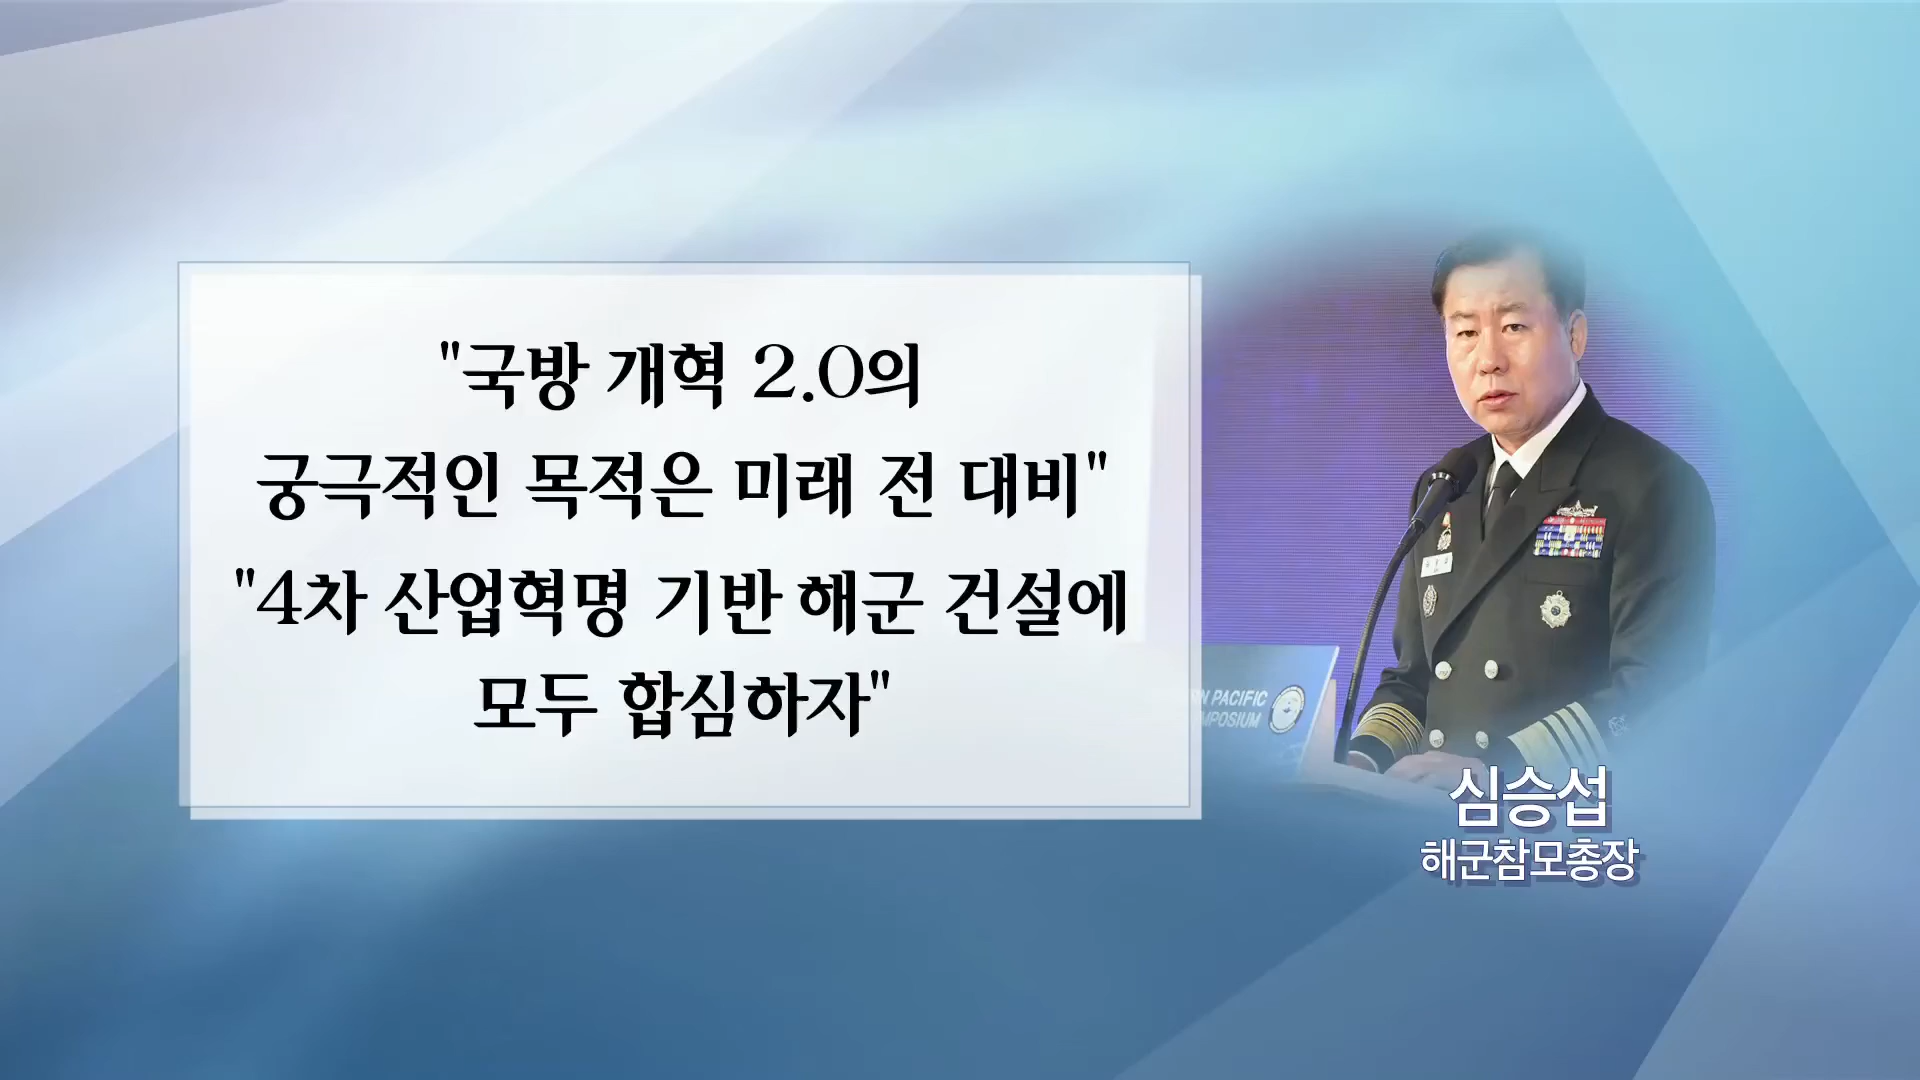 "국방 개혁 2.0의
궁극적인 목적은 미래 전 대비"
"4차 산업혁명 기반 해군 건설에
모두 합심하자"
PACIFIC
심승섭
해군참모총장